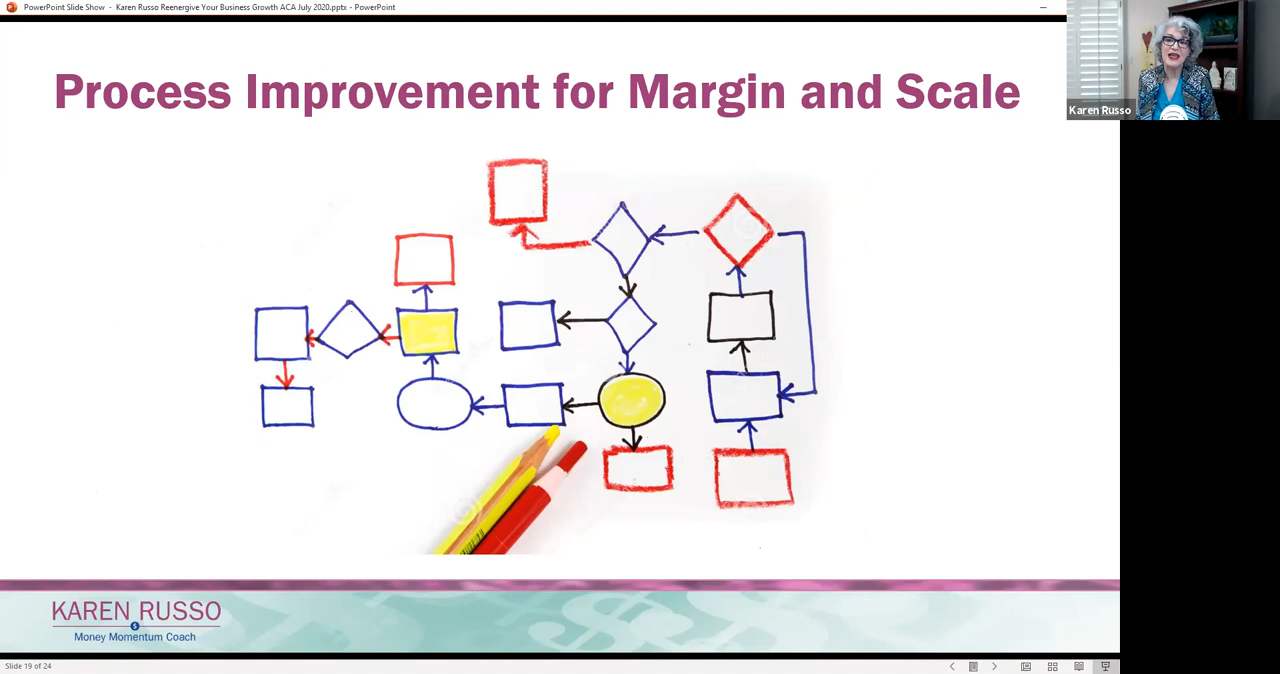 PowerPoint Slide Show - Karen Russo Reenergive Your Business Growth ACA July 2020.pptx - PowerPoint
Karen Russo
Process Improvement for Margin and Scale
KAREN RUSSO
Money Momentum Coach
Slide 19 of 24